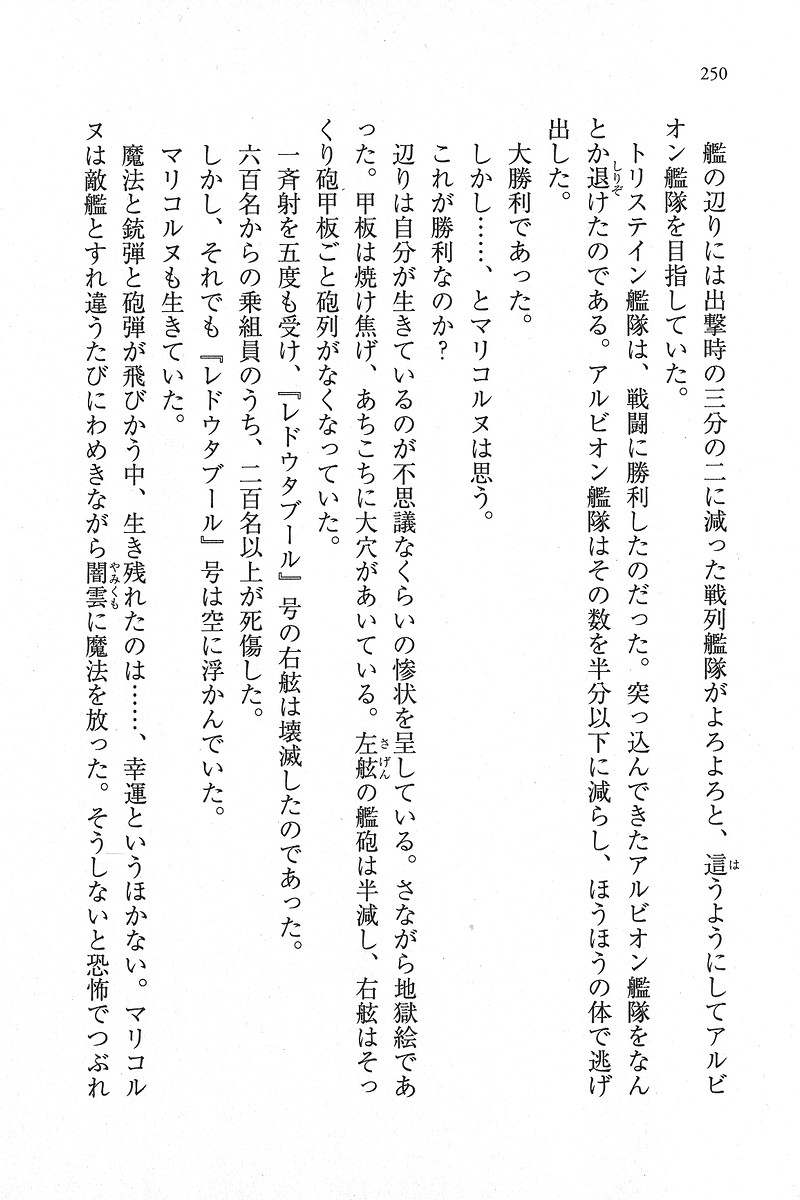 250
艦の辺りには出撃時の三分の二に減った戦列艦隊がよろよろと、這うようにしてアルビ
オン艦隊を目指していた。
トリステイン艦隊は、戦闘に勝利したのだった。突っ込んできたアルビオン艦隊をなん
とか退けたのである。アルビオン艦隊はその数を半分以下に減らし、ほうほうの体で逃げ
出した。
大勝利であった。
しかし……、とマリコルヌは思う。
これが勝利なのか?
辺りは自分が生きているのが不思議なくらいの惨状を呈している。さながら地獄絵であ
った。甲板は焼け焦げ、あちこちに大穴があいている。左舷の艦砲は半減し、右舷はそっ
くり砲甲板ごと砲列がなくなっていた。
一斉射を五度も受け、『レドウタブール』号の右舷は壊滅したのであった。
六百名からの乗組員のうち、二百名以上が死傷した。
しかし、それでも『レドウタブール』号は空に浮かんでいた。
マリコルヌも生きていた。
魔法と銃弾と砲弾が飛びかう中、生き残れたのは……、幸運というほかない。マリコル
ヌは敵艦とすれ違うたびにわめきながら闇雲に魔法を放った。そうしないと恐怖でつぶれ